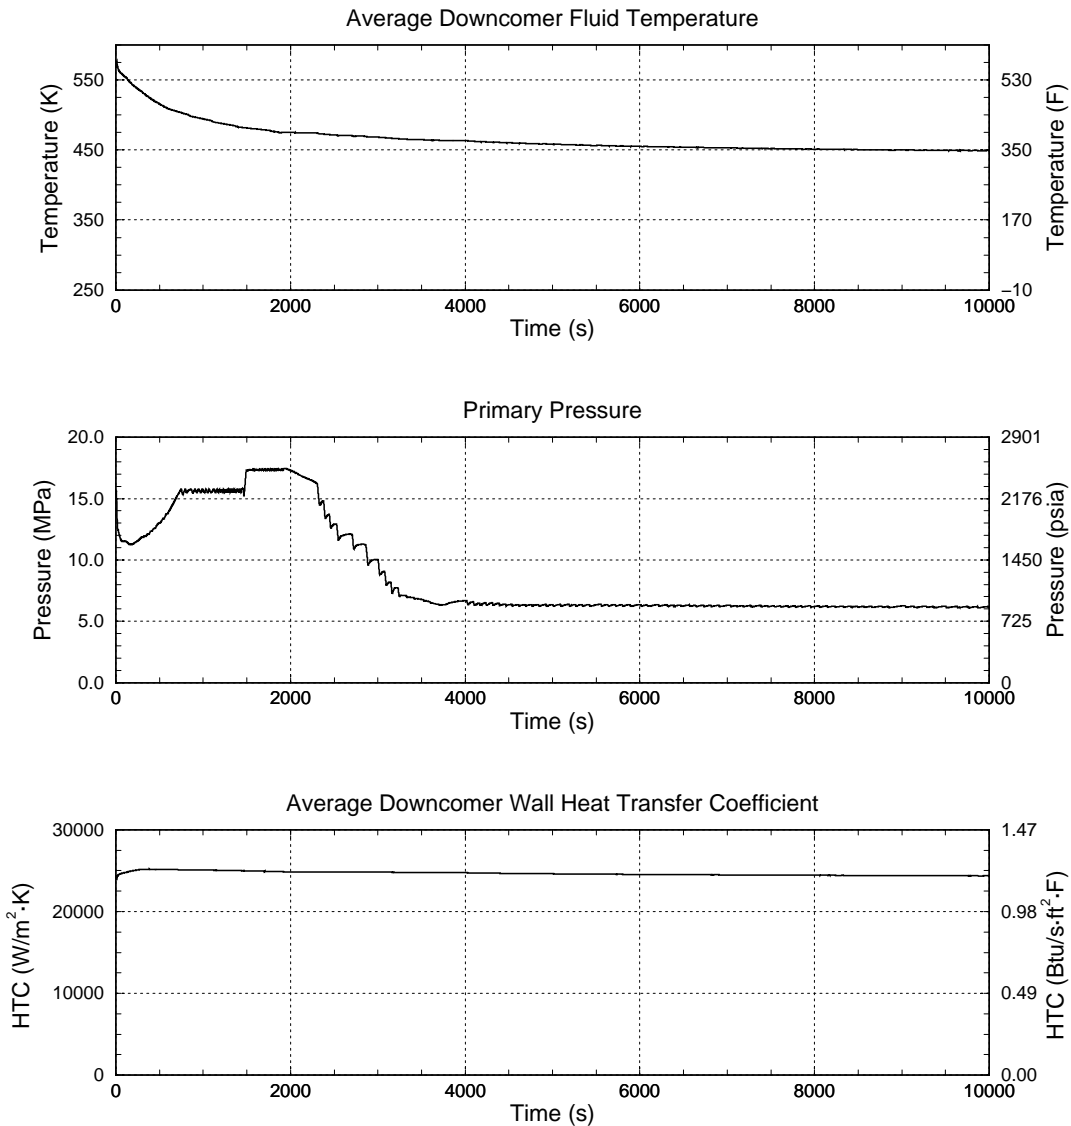 Average Downcomer Fluid Temperature
Temperature (K)
550
450
350
250
530
350
170
−10
Temperature (F)
0 2000 4000 6000 8000 10000
Time (s)
Primary Pressure
Pressure (MPa)
20.0
15.0
10.0
5.0
0.0
2901
2176
1450
725
0
Pressure (psia)
0 2000 4000 6000 8000 10000
Time (s)
Average Downcomer Wall Heat Transfer Coefficient
HTC (W/m²·K)
30000
20000
10000
0
1.47
0.98
0.49
0.00
HTC (Btu/s·ft²·F)
0 2000 4000 6000 8000 10000
Time (s)